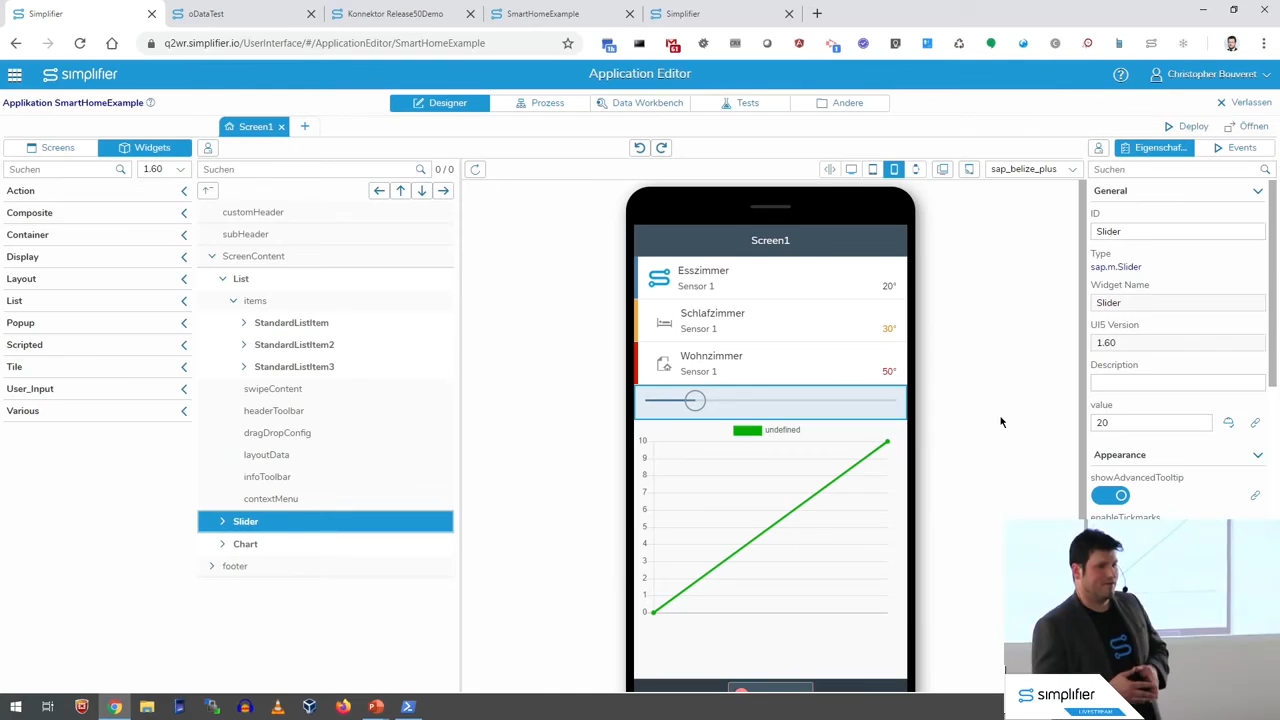 Simplifier
oDataTest
Konnektor Release50Demo
SmartHomeExample
Simplifier
q2wr.simplifier.io/UserInterface/#/ApplicationEditor/SmartHomeExample
simplifier
Application Editor
Christopher Bouveret
Applikation SmartHomeExample
Designer
Prozess
Data Workbench
Tests
Andere
Verlassen
Screen1
Deploy
Öffnen
Screens
Widgets
Eigenschaf...
Events
Suchen
1.60
Suchen
0 / 0
sap_belize_plus
Suchen
Action
Composite
Container
Display
Layout
List
Popup
Scripted
Tile
User_Input
Various
customHeader
subHeader
ScreenContent
List
items
StandardListItem
StandardListItem2
StandardListItem3
swipeContent
headerToolbar
dragDropConfig
layoutData
infoToolbar
contextMenu
Slider
Chart
footer
Screen1
Esszimmer
Sensor 1
20°
Schlafzimmer
Sensor 1
30°
Wohnzimmer
Sensor 1
50°
undefined
10
9
8
7
6
5
4
3
2
1
0
General
ID
Slider
Type
sap.m.Slider
Widget Name
Slider
UI5 Version
1.60
Description
value
20
Appearance
showAdvancedTooltip
enableTickmarks
simplifier
LIVESTREAM